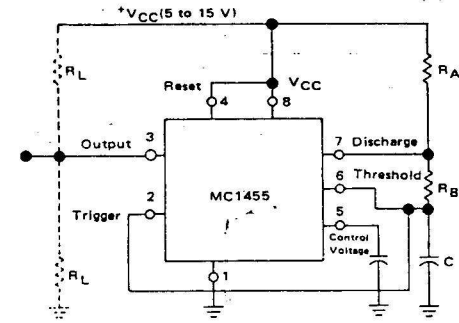 +VCC (5 to 15 V)
RL
RA
Reset
VCC
4
8
Output
3
7
Discharge
6
Threshold
RB
2
MC1455
Trigger
5
Control
Voltage
C
RL
1